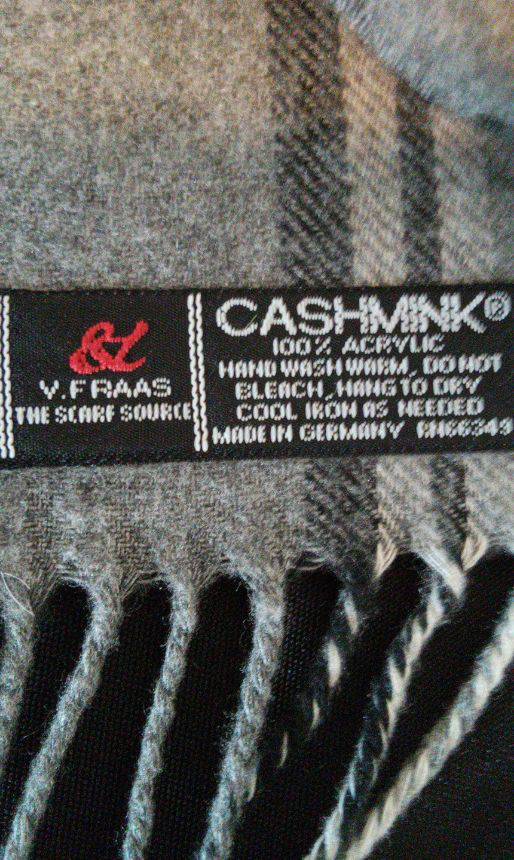 V. FRAAS
THE SCARF SOURCE
CASHMINK®
100% ACRYLIC
HAND WASH WARM, DO NOT
BLEACH, HANG TO DRY
COOL IRON AS NEEDED
MADE IN GERMANY RN66349